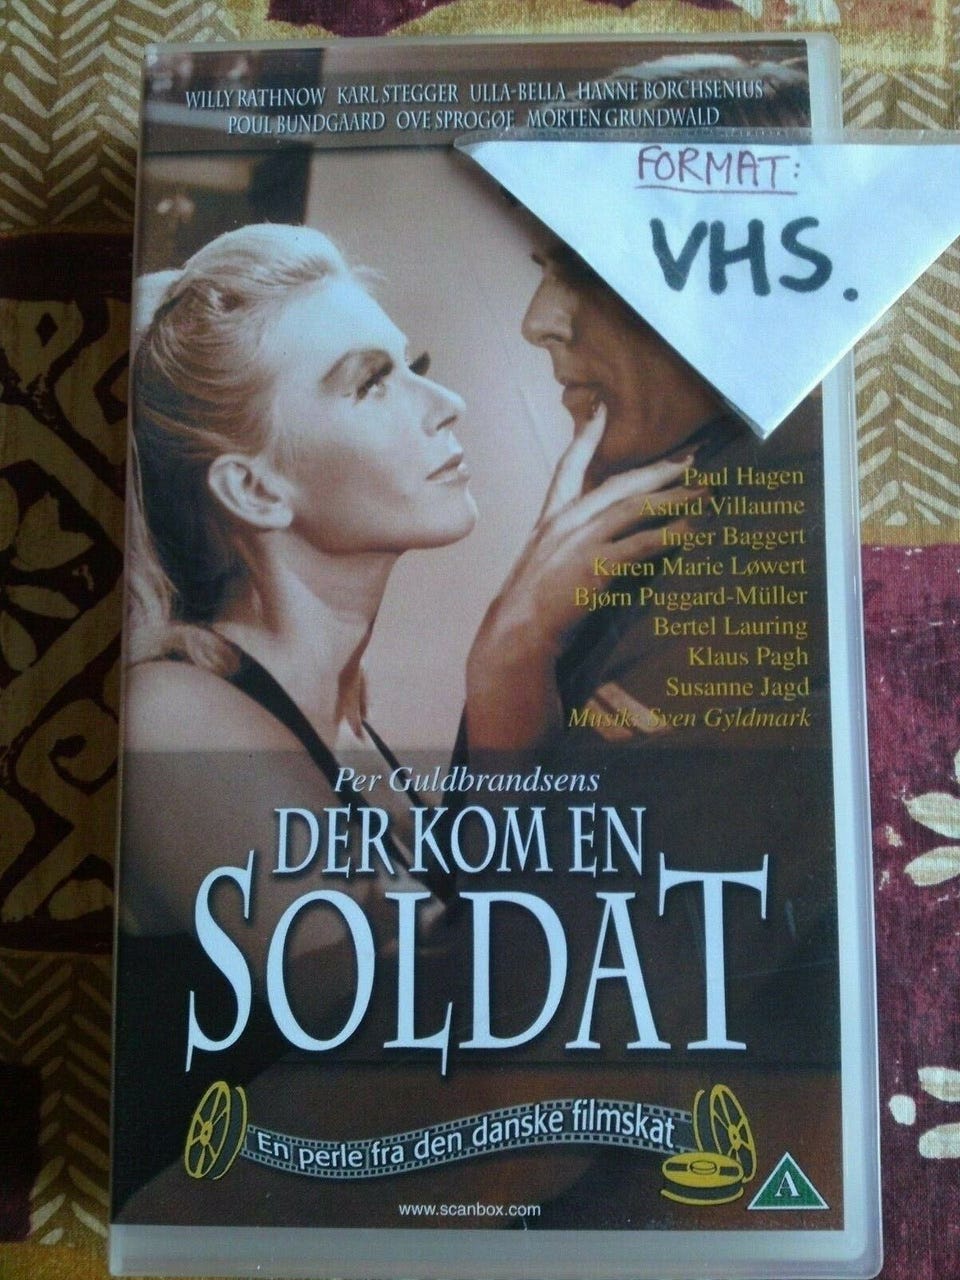 WILLY RATHNOW KARL STEGGER ULLA-BELLA HANNE BORCHSENIUS
POUL BUNDGAARD OVE SPROGØE MORTEN GRUNDWALD
FORMAT:
VHS.
Paul Hagen
Astrid Villaume
Inger Baggert
Karen Marie Løwert
Bjørn Puggard-Müller
Bertel Lauring
Klaus Pagh
Susanne Jagd
Musik: Sven Gyldmark
Per Guldbrandsens
DER KOM EN
SOLDAT
En perle fra den danske filmskat
A
www.scanbox.com